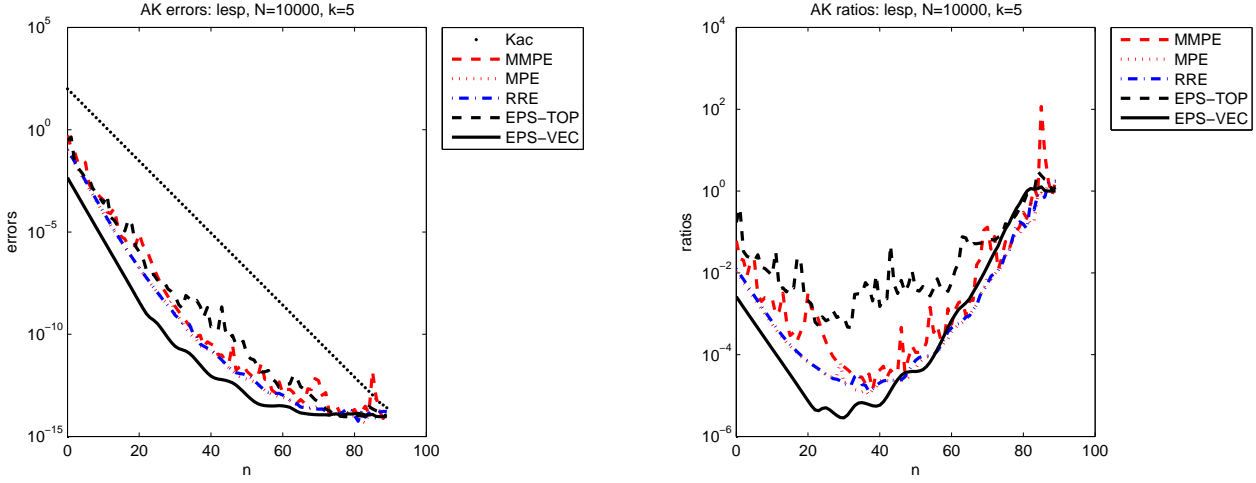 AK errors: lesp, N=10000, k=5
10^5
10^0
10^-5
10^-10
10^-15
errors
0 20 40 60 80 100
n
Kac
MMPE
MPE
RRE
EPS-TOP
EPS-VEC
AK ratios: lesp, N=10000, k=5
10^4
10^2
10^0
10^-2
10^-4
10^-6
ratios
0 20 40 60 80 100
n
MMPE
MPE
RRE
EPS-TOP
EPS-VEC